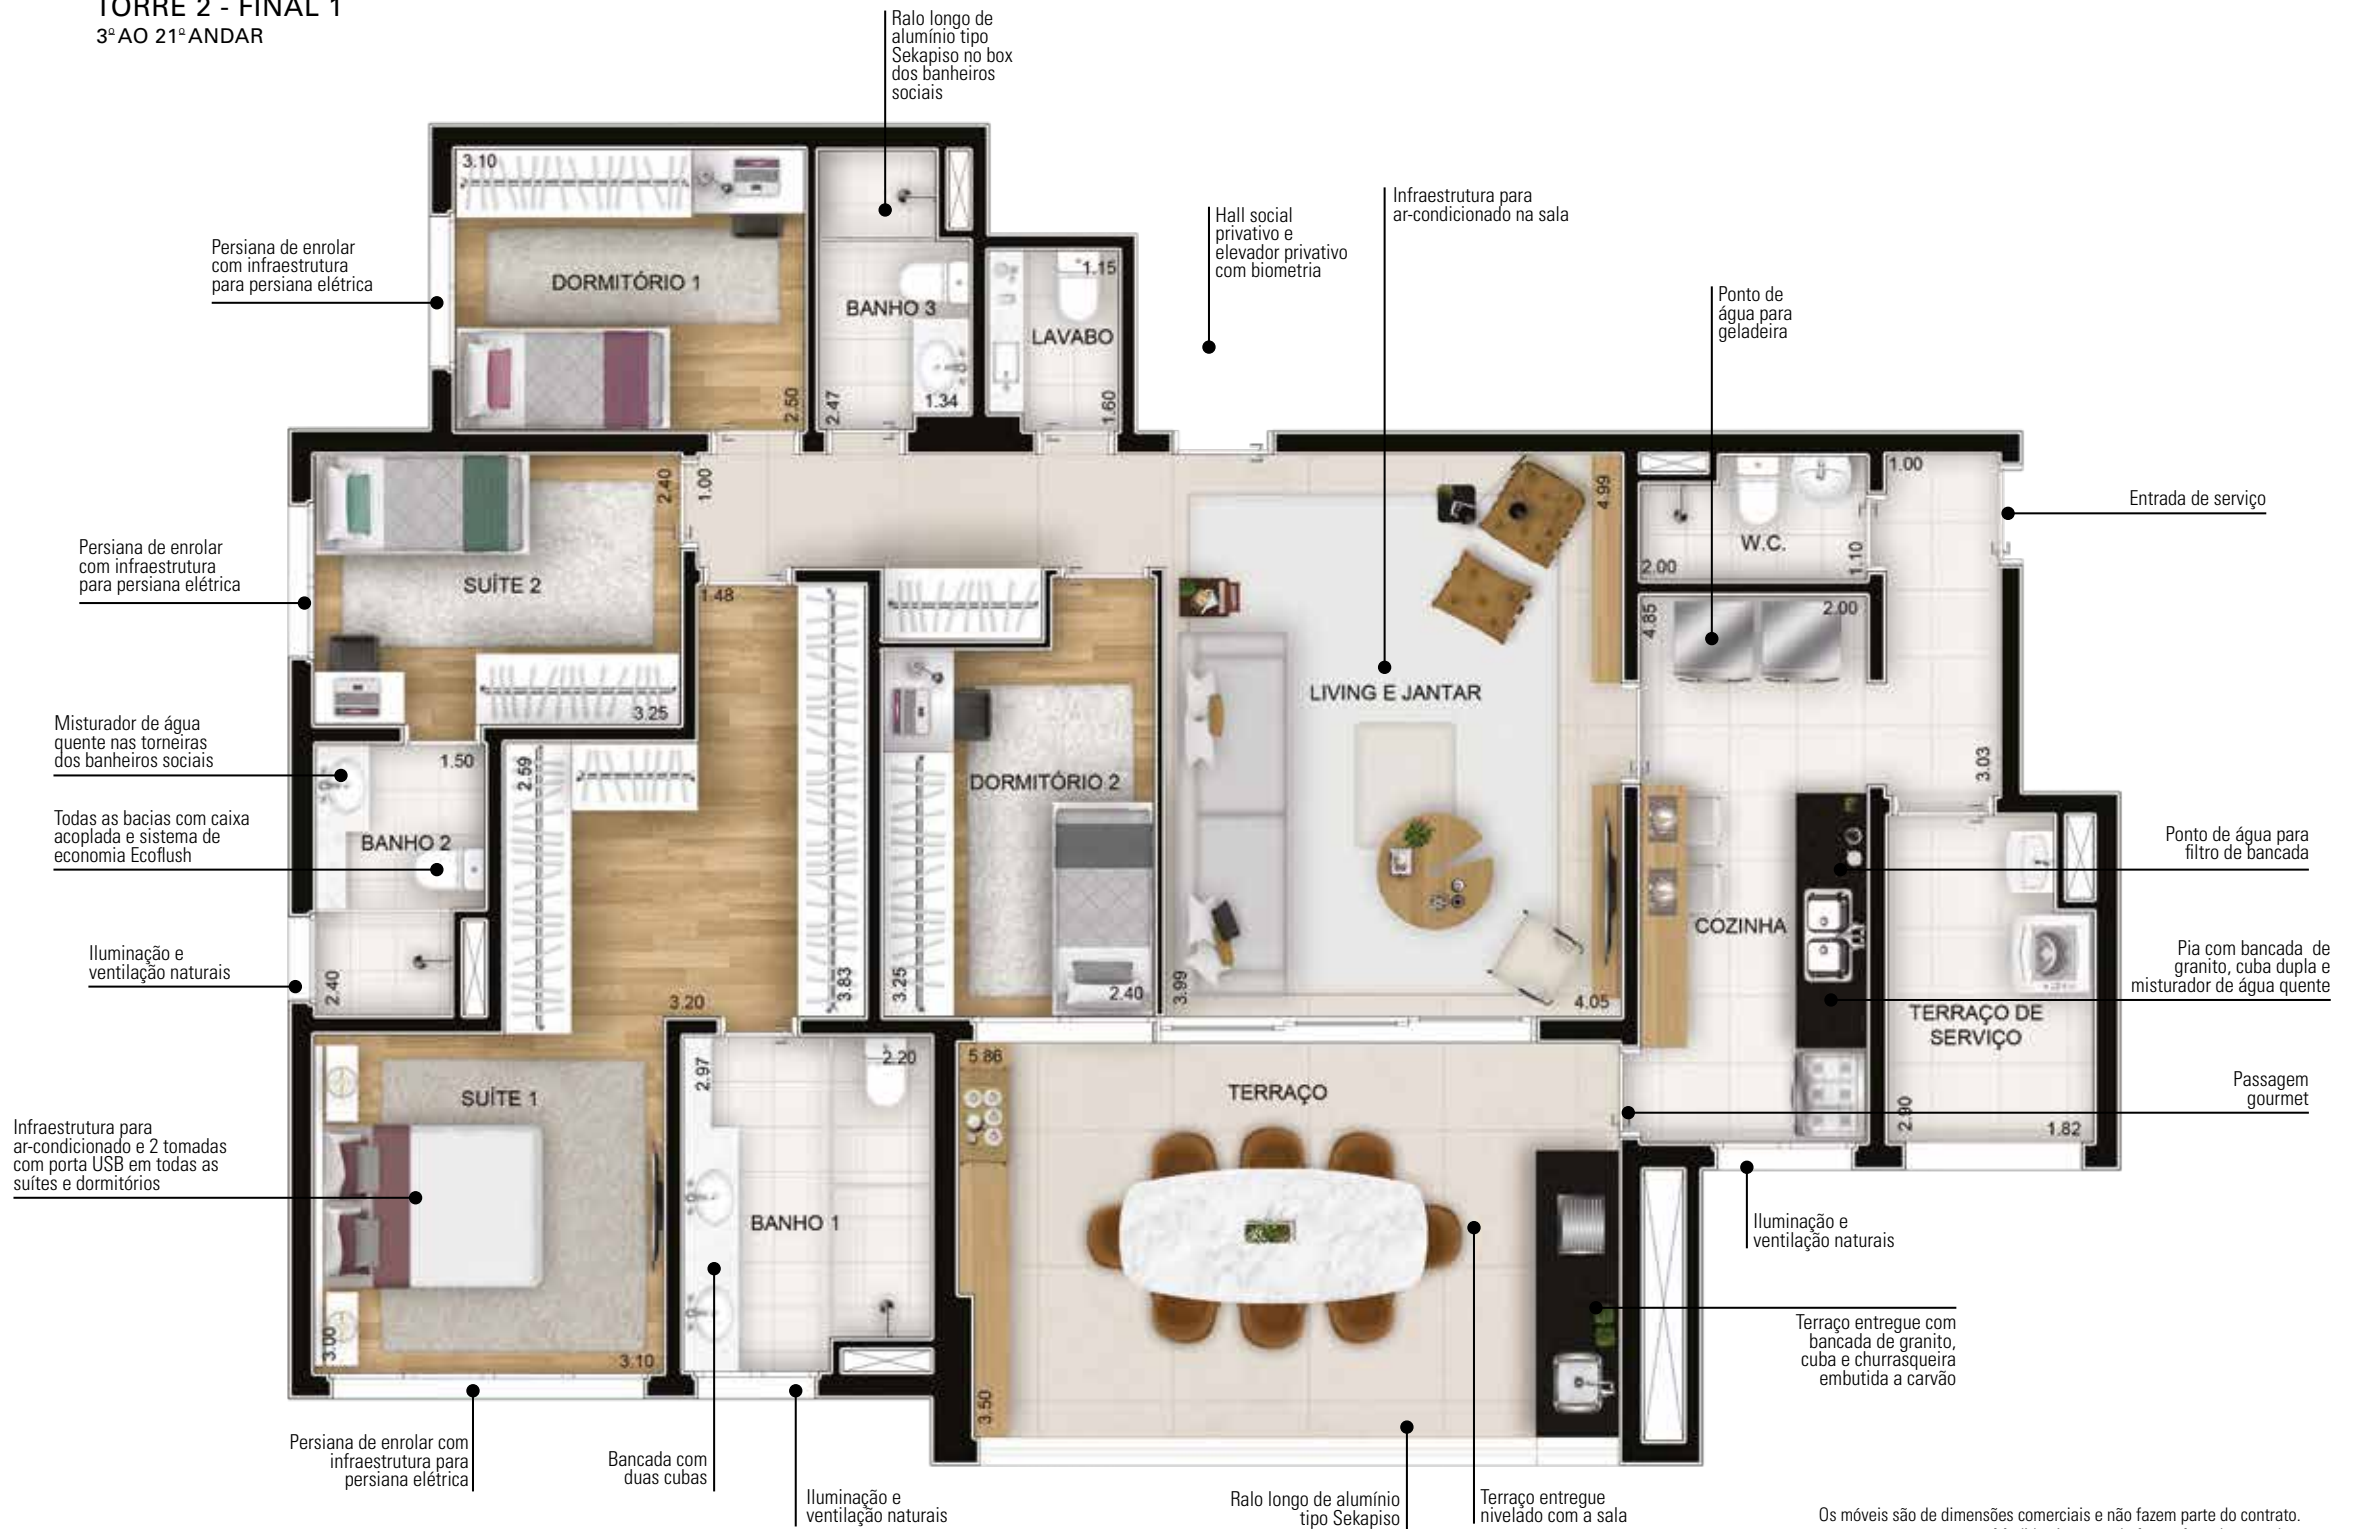 TORRE 2 - FINAL 1
3º AO 21º ANDAR
Ralo longo de
alumínio tipo
Sekapiso no box
dos banheiros
sociais
Hall social
privativo e
elevador privativo
com biometria
Infraestrutura para
ar-condicionado na sala
Ponto de
água para
geladeira
Persiana de enrolar
com infraestrutura
para persiana elétrica
3.10
DORMITÓRIO 1
2.50
BANHO 3
2.47
1.34
1.15
LAVABO
1.60
Persiana de enrolar
com infraestrutura
para persiana elétrica
2.40
SUÍTE 2
3.25
1.00
1.48
4.99
W.C.
2.00
1.10
1.00
Entrada de serviço
4.85
2.00
LIVING E JANTAR
Misturador de água
quente nas torneiras
dos banheiros sociais
1.50
2.59
Todas as bacias com caixa
acoplada e sistema de
economia Ecoflush
BANHO 2
Iluminação e
ventilação naturais
2.40
3.20
3.83
DORMITÓRIO 2
3.25
2.40
3.99
4.05
3.03
COZINHA
Ponto de água para
filtro de bancada
Pia com bancada de
granito, cuba dupla e
misturador de água quente
TERRAÇO DE
SERVIÇO
2.90
1.82
Passagem
gourmet
Infraestrutura para
ar-condicionado e 2 tomadas
com porta USB em todas as
suítes e dormitórios
SUÍTE 1
3.00
3.10
2.97
2.20
BANHO 1
5.86
TERRAÇO
3.50
Iluminação e
ventilação naturais
Terraço entregue com
bancada de granito,
cuba e churrasqueira
embutida a carvão
Persiana de enrolar com
infraestrutura para
persiana elétrica
Bancada com
duas cubas
Iluminação e
ventilação naturais
Ralo longo de alumínio
tipo Sekapiso
Terraço entregue
nivelado com a sala
Os móveis são de dimensões comerciais e não fazem parte do contrato.